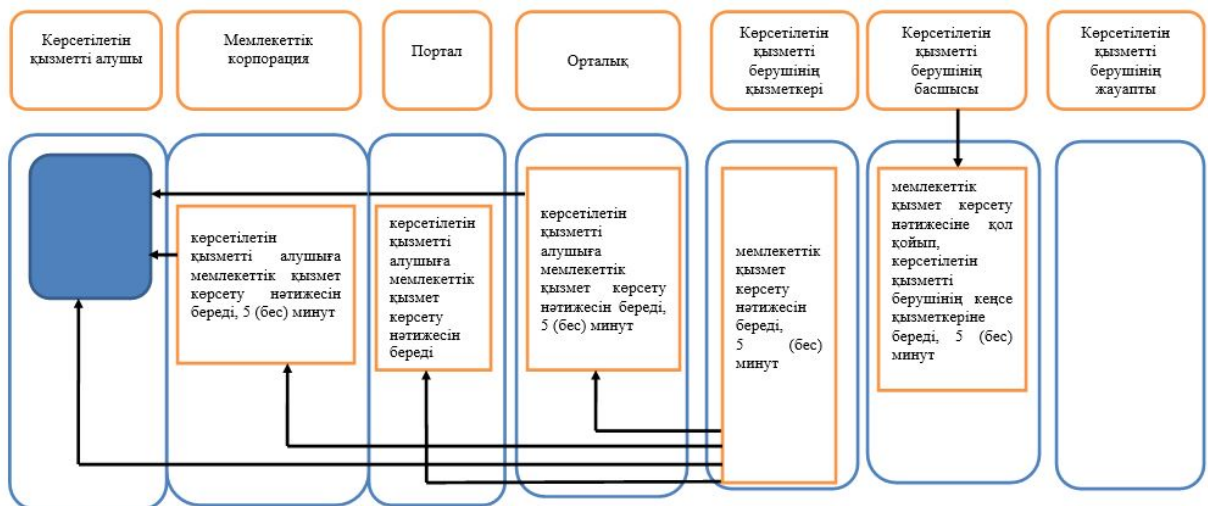 Көрсетілетін
қызметті алушы
Мемлекеттік
корпорация
Портал
Орталық
Көрсетілетін
қызметті
берушінің
қызметкері
Көрсетілетін
қызметті
берушінің
басшысы
Көрсетілетін
қызметті
берушінің
жауапты
көрсетілетін
қызметті алушыға
мемлекеттік қызмет
көрсету нәтижесін
береді, 5 (бес) минут
көрсетілетін
қызметті
алушыға
мемлекеттік
қызмет
көрсету
нәтижесін
береді
көрсетілетін
қызметті
алушыға
мемлекеттік
қызмет көрсету
нәтижесін береді,
5 (бес) минут
мемлекеттік
қызмет
көрсету
нәтижесін
береді,
5 (бес)
минут
мемлекеттік
қызмет көрсету
нәтижесіне қол
қойып,
көрсетілетін
қызметті
берушінің кеңсе
қызметкеріне
береді, 5 (бес)
минут